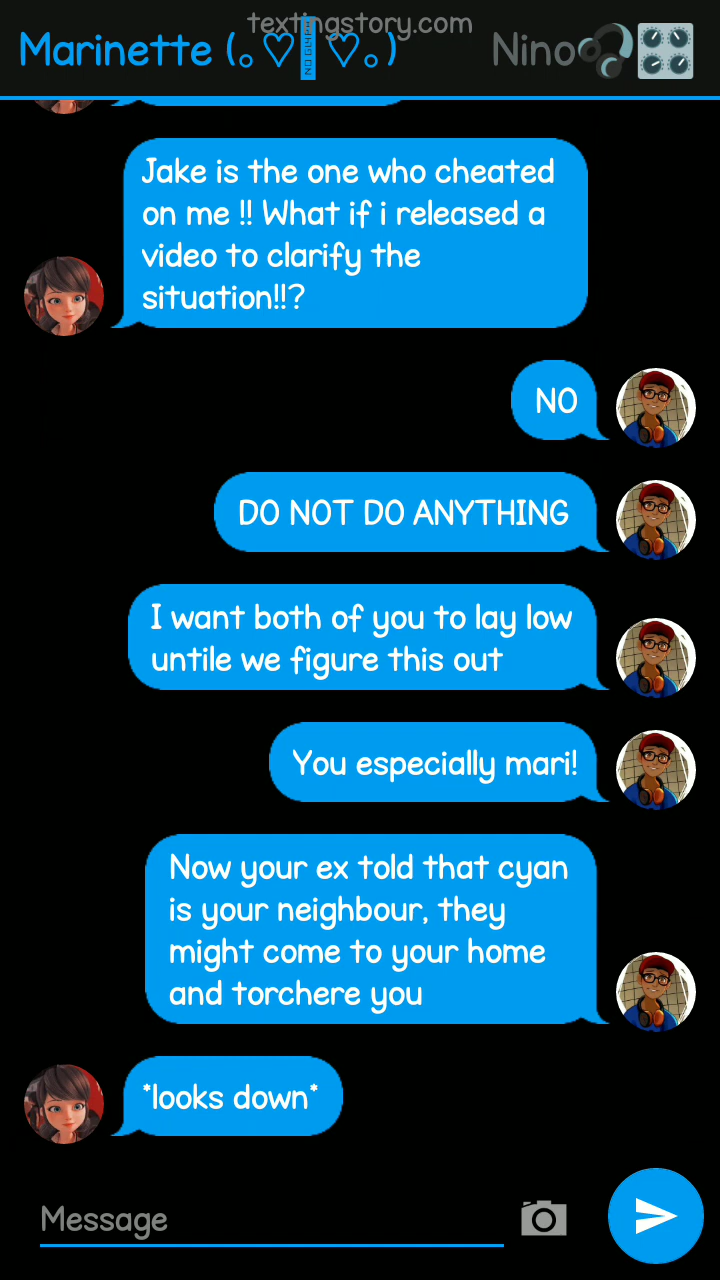 textingstory.com
Marinette (｡♡ ♡｡)
Nino🎧🎛
Jake is the one who cheated
on me !! What if i released a
video to clarify the
situation!!?
NO
DO NOT DO ANYTHING
I want both of you to lay low
untile we figure this out
You especially mari!
Now your ex told that cyan
is your neighbour, they
might come to your home
and torchere you
*looks down*
Message